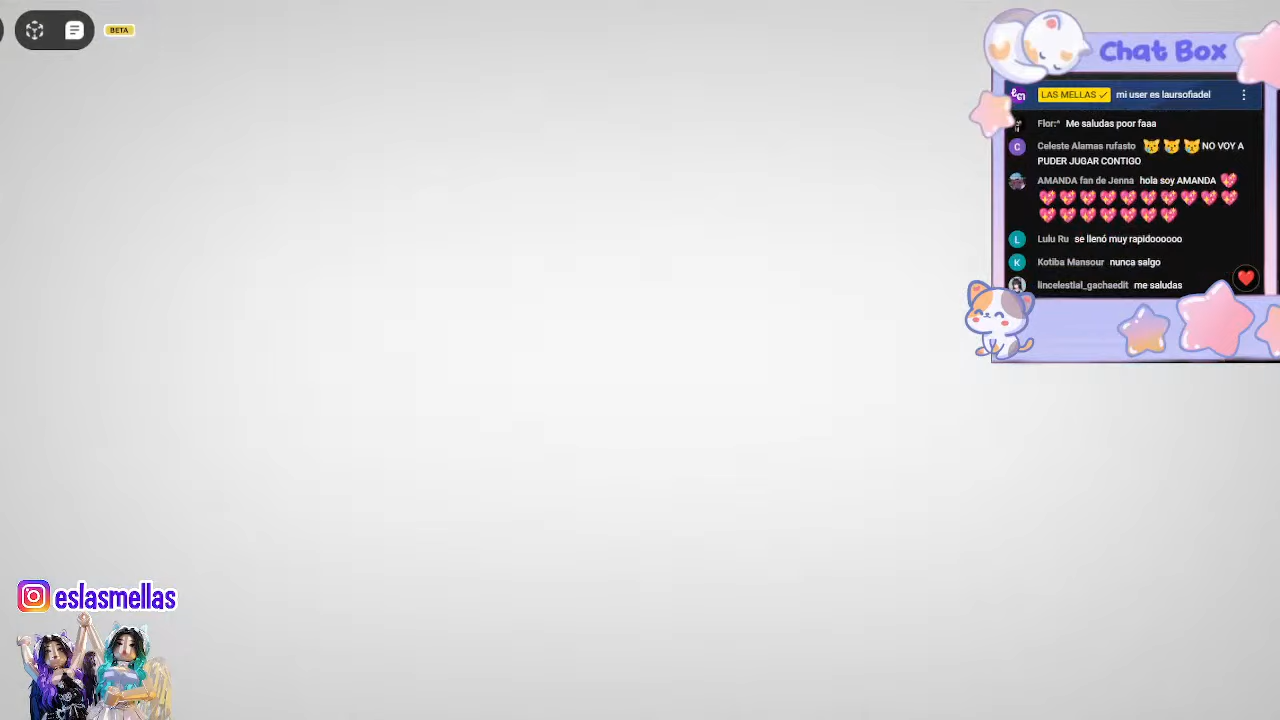 BETA
Chat Box
LAS MELLAS ✓ mi user es laursofiadel
Flor:^ Me saludas poor faaa
Celeste Alamas rufasto 😿😿😿NO VOY A
PUDER JUGAR CONTIGO
AMANDA fan de Jenna hola soy AMANDA 💖
💖💖💖💖💖💖💖💖💖💖
💖💖💖💖💖💖💖
L Lulu Ru se llenó muy rapidoooooo
K Kotiba Mansour nunca salgo
lincelestial_gachaedit me saludas
eslasmellas